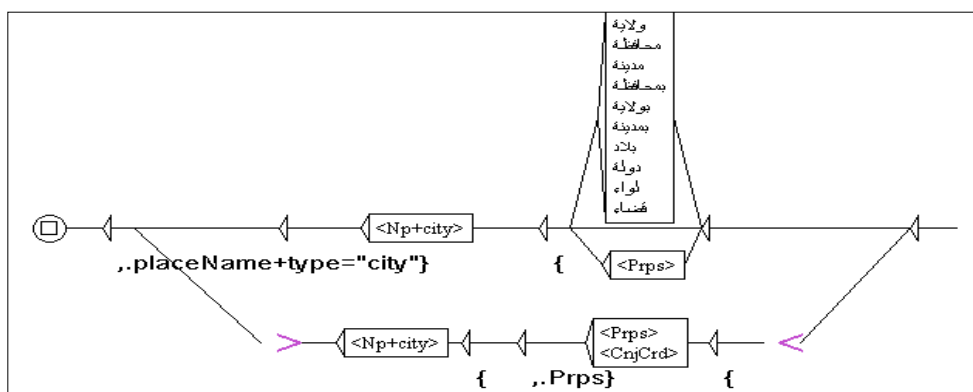 ولاية
محافظة
مدينة
بمحافظة
بولاية
بمدينة
بلاد
دولة
لواء
قضاء
<Np+city>
,.placeName+type="city"}
{
<Prps>
<Np+city>
<Prps>
<CnjCrd>
{
,.Prps}
{